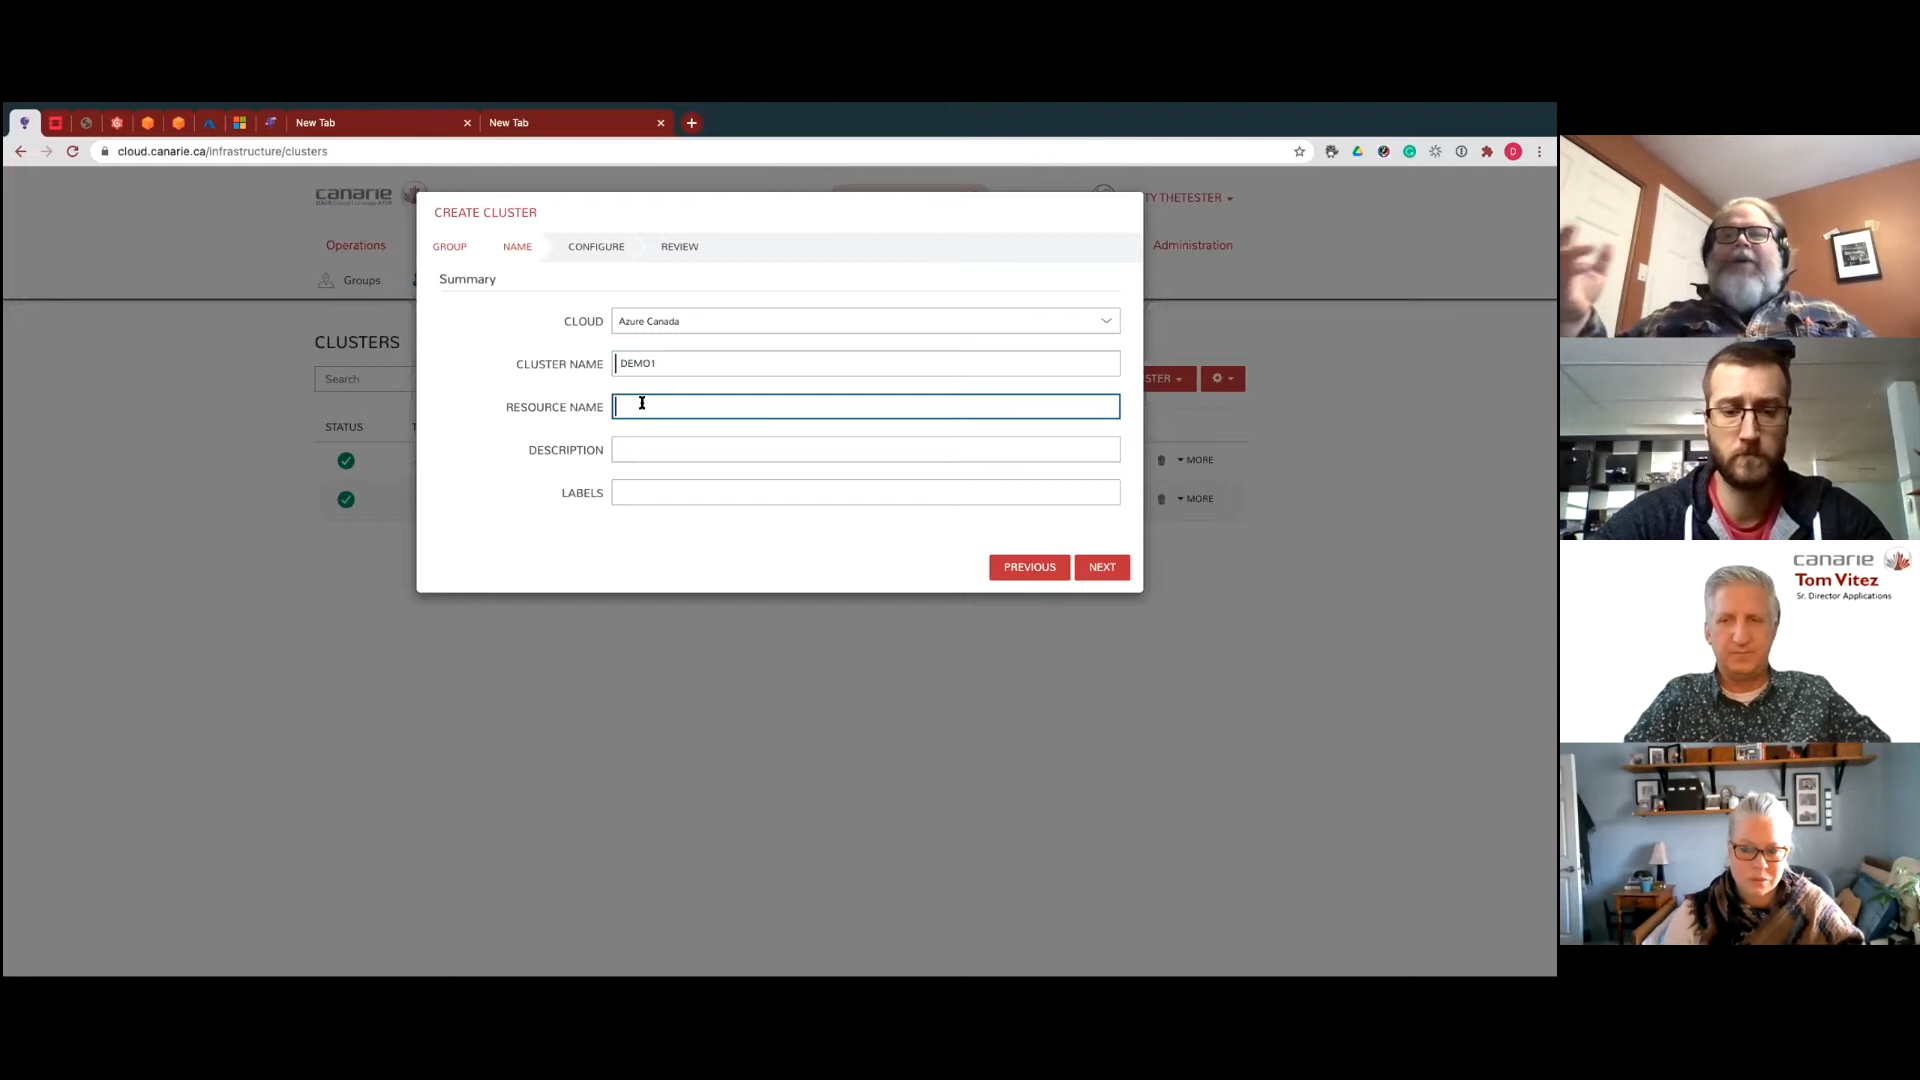 New Tab
New Tab
cloud.canarie.ca/infrastructure/clusters
D
canarie
TY THETESTER
CREATE CLUSTER
Operations
GROUP NAME CONFIGURE REVIEW
Administration
Groups
Summary
CLOUD Azure Canada
CLUSTERS
CLUSTER NAME DEMO1
Search
STER
RESOURCE NAME
STATUS
DESCRIPTION
MORE
LABELS
MORE
PREVIOUS NEXT
canarie
Tom Vitez
Sr. Director Applications